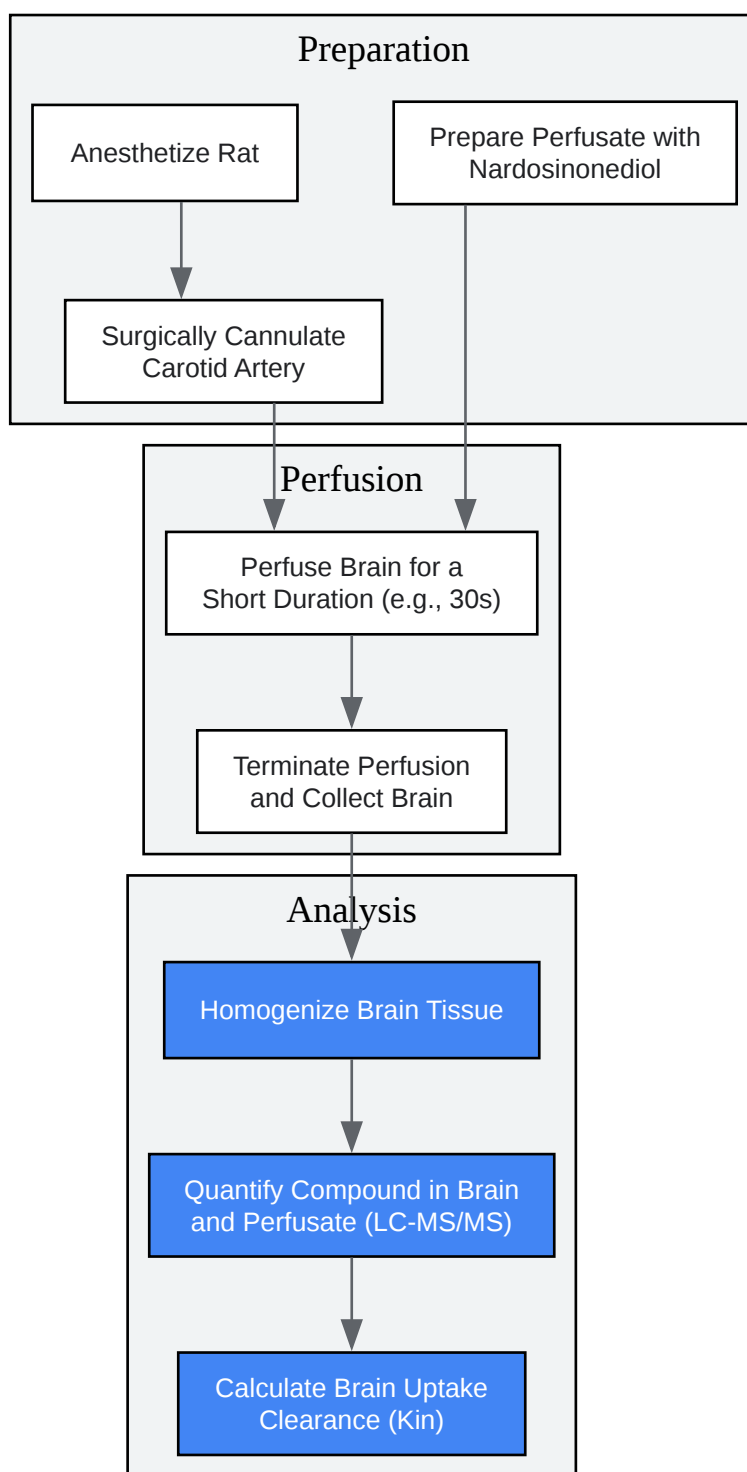 Preparation
Anesthetize Rat
Prepare Perfusate with
Nardosinonediol
Surgically Cannulate
Carotid Artery
Perfusion
Perfuse Brain for a
Short Duration (e.g., 30s)
Terminate Perfusion
and Collect Brain
Analysis
Homogenize Brain Tissue
Quantify Compound in Brain
and Perfusate (LC-MS/MS)
Calculate Brain Uptake
Clearance (Kin)